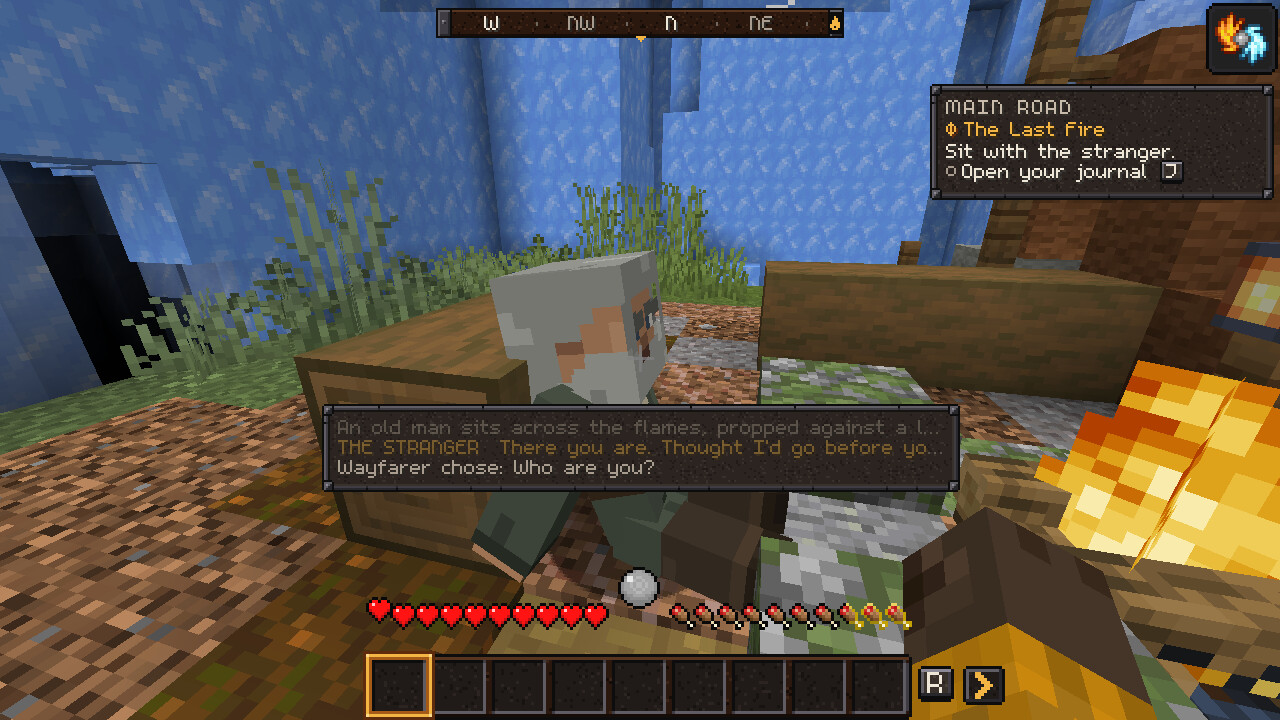 W · NW · N · NE ·
MAIN ROAD
The Last Fire
Sit with the stranger.
Open your journal J
An old man sits across the flames, propped against a l...
THE STRANGER There you are. Thought I'd go before yo...
Wayfarer chose: Who are you?
R